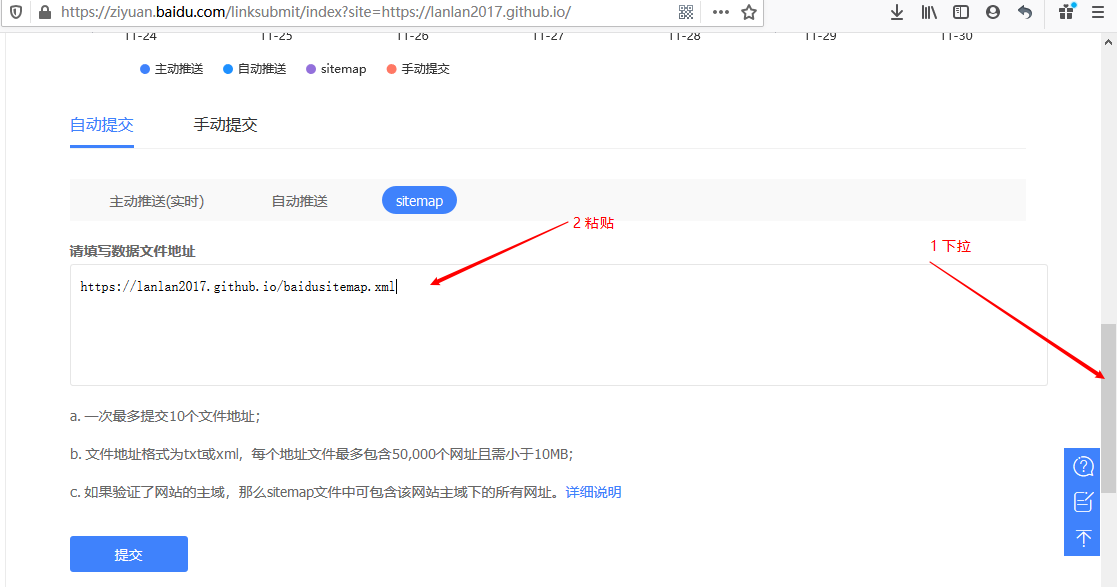 https://ziyuan.baidu.com/linksubmit/index?site=https://lanlan2017.github.io/
11-24 11-25 11-26 11-27 11-28 11-29 11-30
主动推送 自动推送 sitemap 手动提交
自动提交 手动提交
主动推送(实时) 自动推送 sitemap
2 粘贴
1 下拉
请填写数据文件地址
https://lanlan2017.github.io/baidusitemap.xml
a. 一次最多提交10个文件地址;
b. 文件地址格式为txt或xml，每个地址文件最多包含50,000个网址且需小于10MB;
c. 如果验证了网站的主域，那么sitemap文件中可包含该网站主域下的所有网址。详细说明
提交